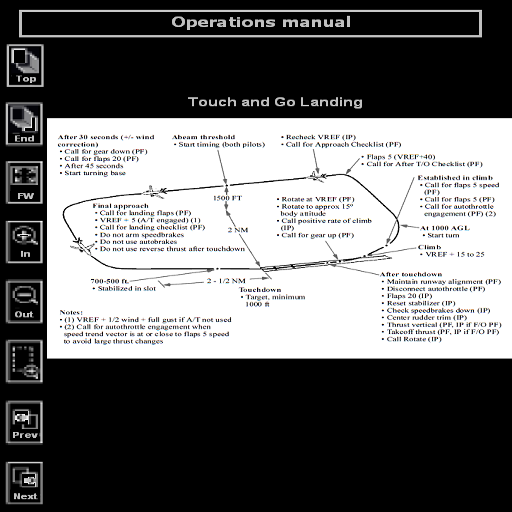 Operations manual
Top
End
FW
In
Out
Prev
Next
Touch and Go Landing
After 30 seconds (+/- wind
correction)
• Call for gear down (PF)
• Call for flaps 20 (PF)
• After 45 seconds
• Start turning base
Abeam threshold
• Start timing (both pilots)
• Recheck VREF (IP)
• Call for Approach Checklist (PF)
• Flaps 5 (VREF+40)
• Call for After T/O Checklist (PF)
Established in climb
• Call for flaps 5 speed
(PF)
• Call for flaps 5 (PF)
• Call for autothrottle
engagement (PF) (2)
At 1000 AGL
• Start turn
Climb
• VREF + 15 to 25
1500 FT
2 NM
• Rotate at VREF (PF)
• Rotate to approx 15°
body attitude
• Call positive rate of climb
(IP)
• Call for gear up (PF)
Final approach
• Call for landing flaps (PF)
• VREF + 5 (A/T engaged) (1)
• Call for landing checklist (PF)
• Do not arm speedbrakes
• Do not use autobrakes
• Do not use reverse thrust after touchdown
700-500 ft.
• Stabilized in slot
2 - 1/2 NM
Touchdown
• Target, minimum
1000 ft
After touchdown
• Maintain runway alignment (PF)
• Disconnect autothrottle (PF)
• Flaps 20 (IP)
• Reset stabilizer (IP)
• Check speedbrakes down (IP)
• Center rudder trim (IP)
• Thrust vertical (PF, IP if F/O PF)
• Takeoff thrust (PF, IP if F/O PF)
• Call Rotate (IP)
Notes:
• (1) VREF + 1/2 wind + full gust if A/T not used
• (2) Call for autothrottle engagement when
speed trend vector is at or close to flaps 5 speed
to avoid large thrust changes